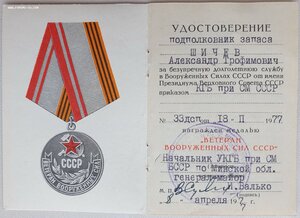 СССР
ВЕТЕРАН ВООРУЖЕННЫХ СИЛ
УДОСТОВЕРЕНИЕ
подполковник запаса
ШИЧЕВ
Александр Трофимович
за безупречную долголетнюю службу
в Вооруженных Силах СССР от имени
Президиума Верховного Совета СССР
приказом КГБ при СМ СССР
№ 33дсп от 18-II 1977
награжден медалью
"ВЕТЕРАН
ВООРУЖЕННЫХ СИЛ СССР"
Начальник УКГБ при СМ
БССР по Минской обл.
генерал-майор
Балько
8 апреля 1977 г.